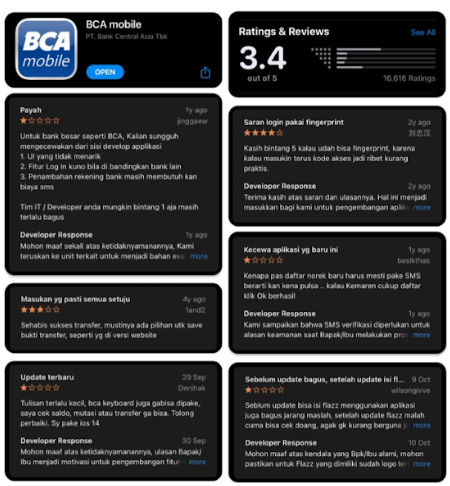 BCA
mobile
BCA mobile
PT. Bank Central Asia Tbk
OPEN
Payah
1y ago
jinggaew
Untuk bank besar seperti BCA, Kalian sungguh
mengecewakan dari sisi develop applikasi
1. UI yang tidak menarik
2. Fitur Log In kuno bila di bandingkan bank lain
3. Penambahan rekening bank masih membutuh kan
biaya sms
Tim IT / Developer anda mungkin bintang 1 aja masih
terlalu bagus
Developer Response
1y ago
Mohon maaf sekali atas ketidaknyamanannya, Kami
teruskan ke unit terkait untuk menjadi bahan eva more
Masukan yg pasti semua setuju
4y ago
1and2
Sehabis sukses transfer, mustinya ada pilihan utk save
bukti transfer, seperti yg di versi website
Update terbaru
29 Sep
Denihak
Tulisan terlalu kecil, bca keyboard juga gabisa dipake,
saya cek saldo, mutasi atau transfer ga bisa. Tolong
perbaiki. Sy pake ios 14
Developer Response
30 Sep
Mohon maaf atas ketidaknyamanannya, ulasan Bapak/
Ibu menjadi motivasi untuk pengembangan fitur- more
Ratings & Reviews
See All
3.4
out of 5
16.616 Ratings
Saran login pakai fingerprint
2y ago
刘忠汉
Kasih bintang 5 kalau udah bisa fingerprint, karena
kalau masukin terus kode akses jadi ribet kurang
praktis.
Developer Response
2y ago
Terima kasih atas saran dan ulasannya. Hal ini menjadi
masukkan bagi kami untuk pengembangan aplika more
Kecewa aplikasi yg baru ini
1y ago
besikthas
Kenapa pas daftar norek baru harus mesti pake SMS
berarti kan kena pulsa .. kalau Kemaren cukup daftar
klik Ok berhasil
Developer Response
1y ago
Kami sampaikan bahwa SMS verifikasi diperlukan untuk
alasan keamanan saat Bapak/Ibu melakukan pros more
Sebelum update bagus, setelah update isi f...
9 Oct
wilsongivve
Seblum update bisa isi flazz menggunakan aplikasi
juga bagus jarang maslah, setelah update flazz malah
cuma bisa cek doang, agak gk kurang berguna ju more
Developer Response
10 Oct
Mohon maaf atas kendala yang Bpk/Ibu alami, mohon
pastikan untuk Flazz yang dimiliki sudah logo ter more